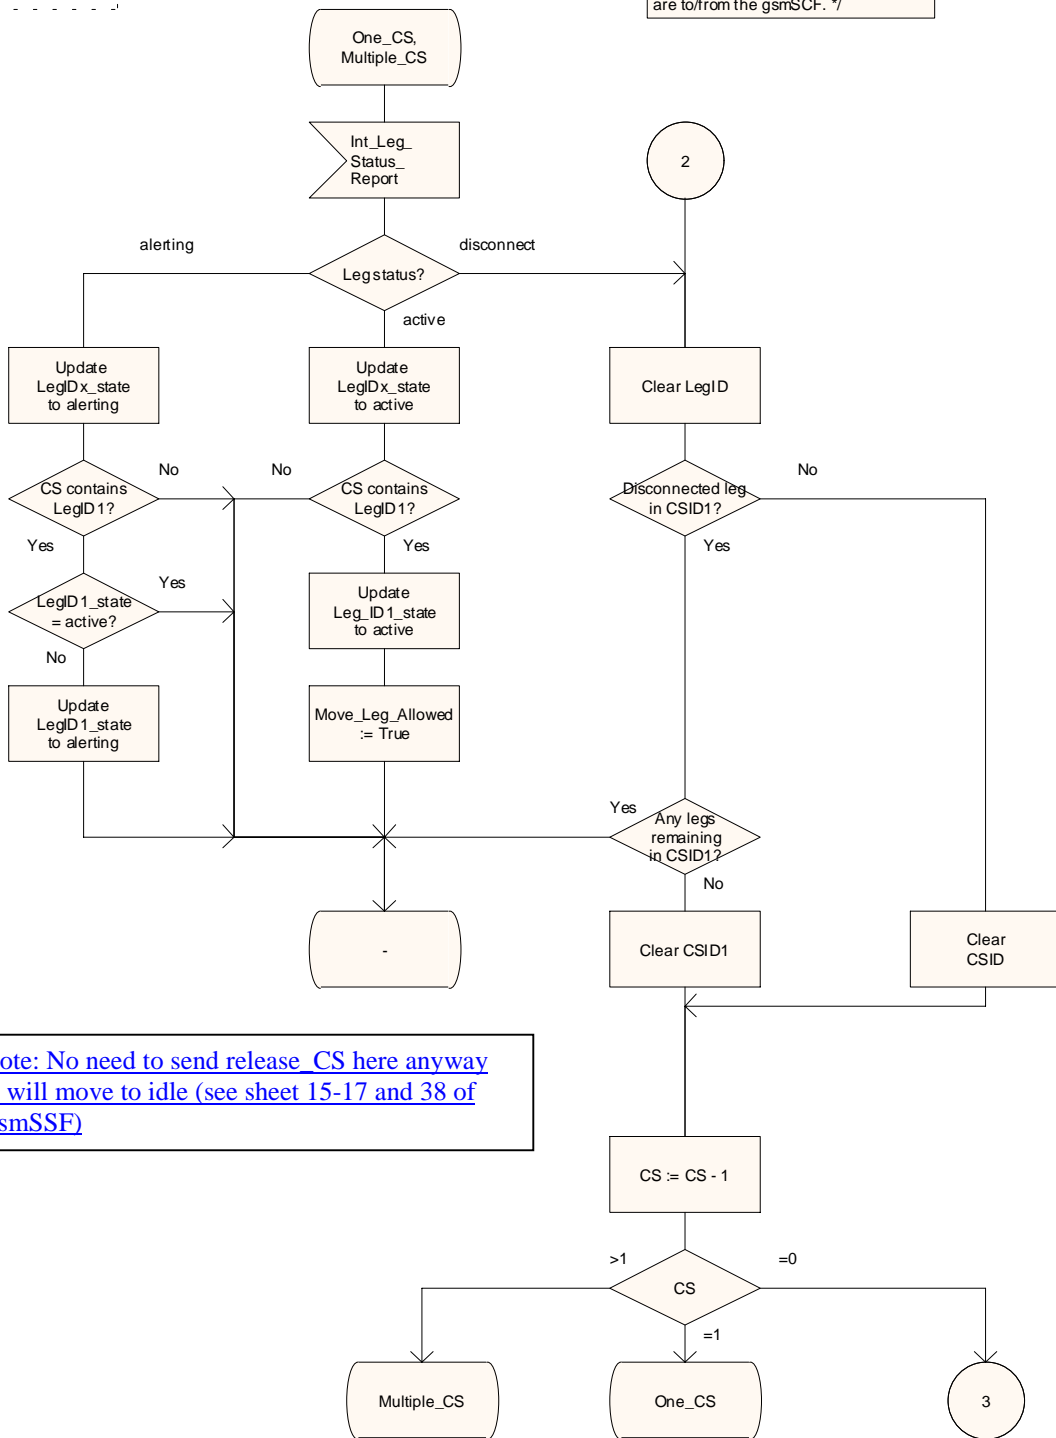 are to/from the gsmSCF. */
One_CS,
Multiple_CS
Int_Leg_
Status_
Report
2
alerting
disconnect
Leg status?
active
Update
LegIDx_state
to alerting
Update
LegIDx_state
to active
Clear LegID
No
No
No
CS contains
LegID1?
CS contains
LegID1?
Disconnected leg
in CSID1?
Yes
Yes
Yes
LegID1_state
= active?
Yes
Update
Leg_ID1_state
to active
No
Update
LegID1_state
to alerting
Move_Leg_Allowed
:= True
Yes
Any legs
remaining
in CSID1?
No
-
Clear CSID1
Clear
CSID
ote: No need to send release_CS here anyway
will move to idle (see sheet 15-17 and 38 of
smSSF)
CS := CS - 1
>1
=0
CS
=1
Multiple_CS
One_CS
3